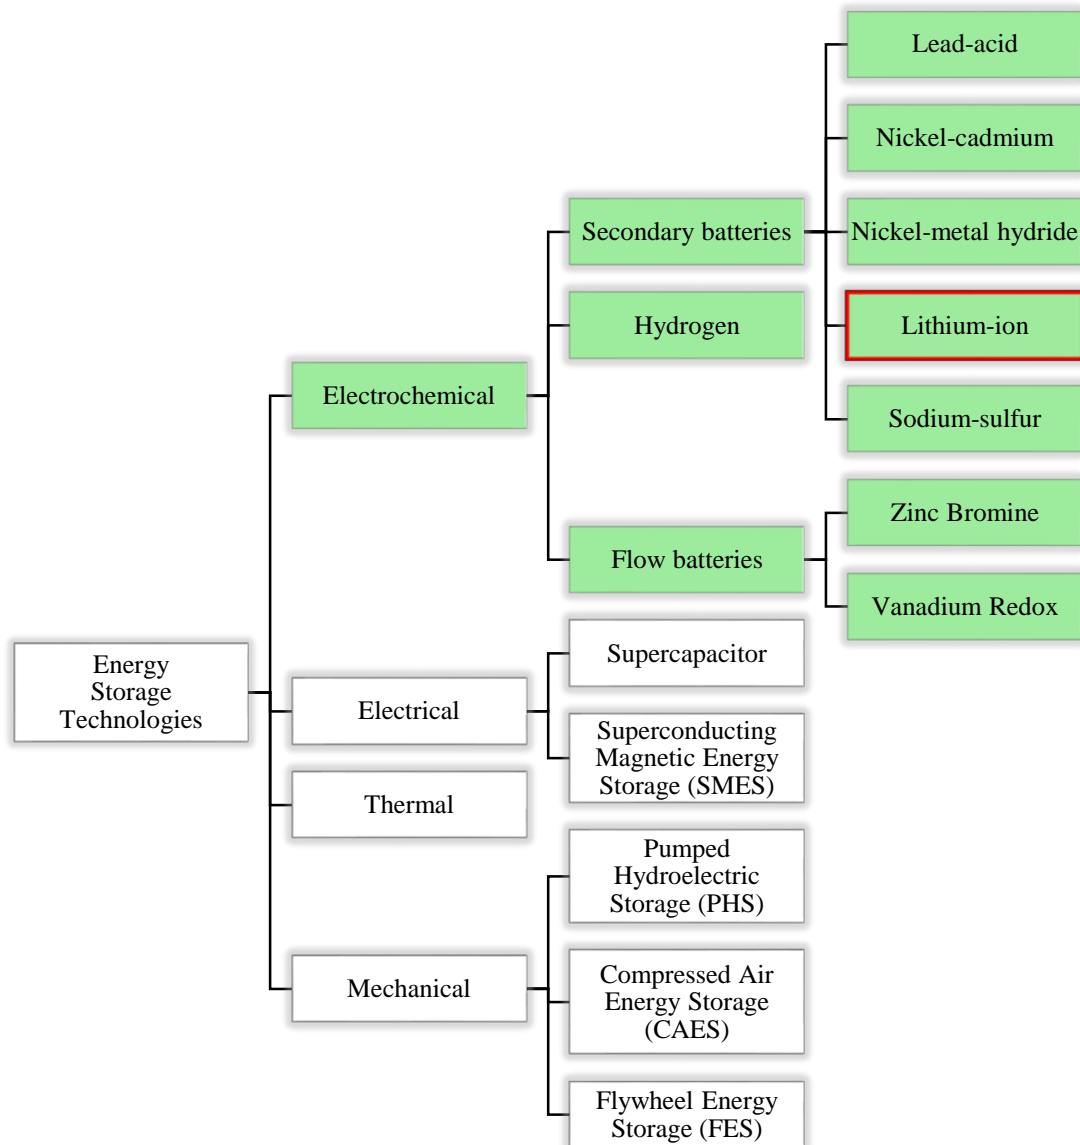 Lead-acid
Nickel-cadmium
Secondary batteries
Nickel-metal hydride
Hydrogen
Lithium-ion
Electrochemical
Sodium-sulfur
Zinc Bromine
Flow batteries
Vanadium Redox
Energy
Storage
Technologies
Supercapacitor
Electrical
Superconducting
Magnetic Energy
Storage (SMES)
Thermal
Pumped
Hydroelectric
Storage (PHS)
Mechanical
Compressed Air
Energy Storage
(CAES)
Flywheel Energy
Storage (FES)